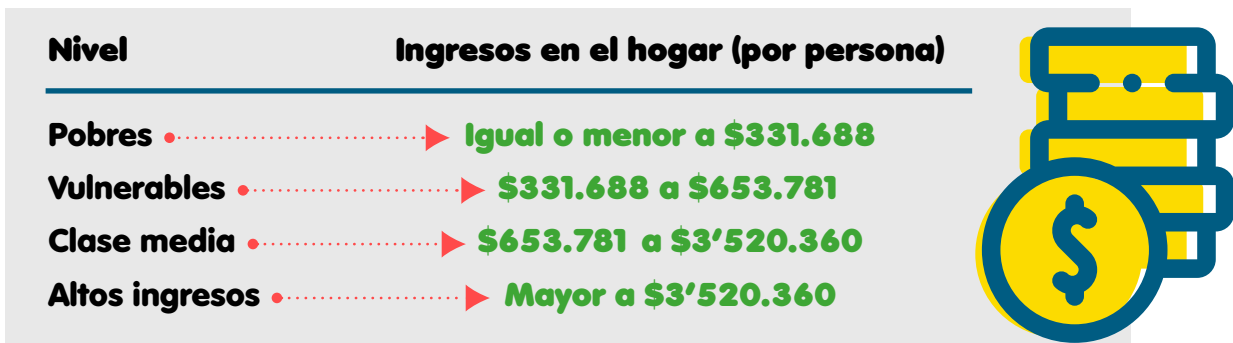 Nivel Ingresos en el hogar (por persona)
Pobres Igual o menor a $331.688
Vulnerables $331.688 a $653.781
Clase media $653.781 a $3’520.360
Altos ingresos Mayor a $3’520.360
$